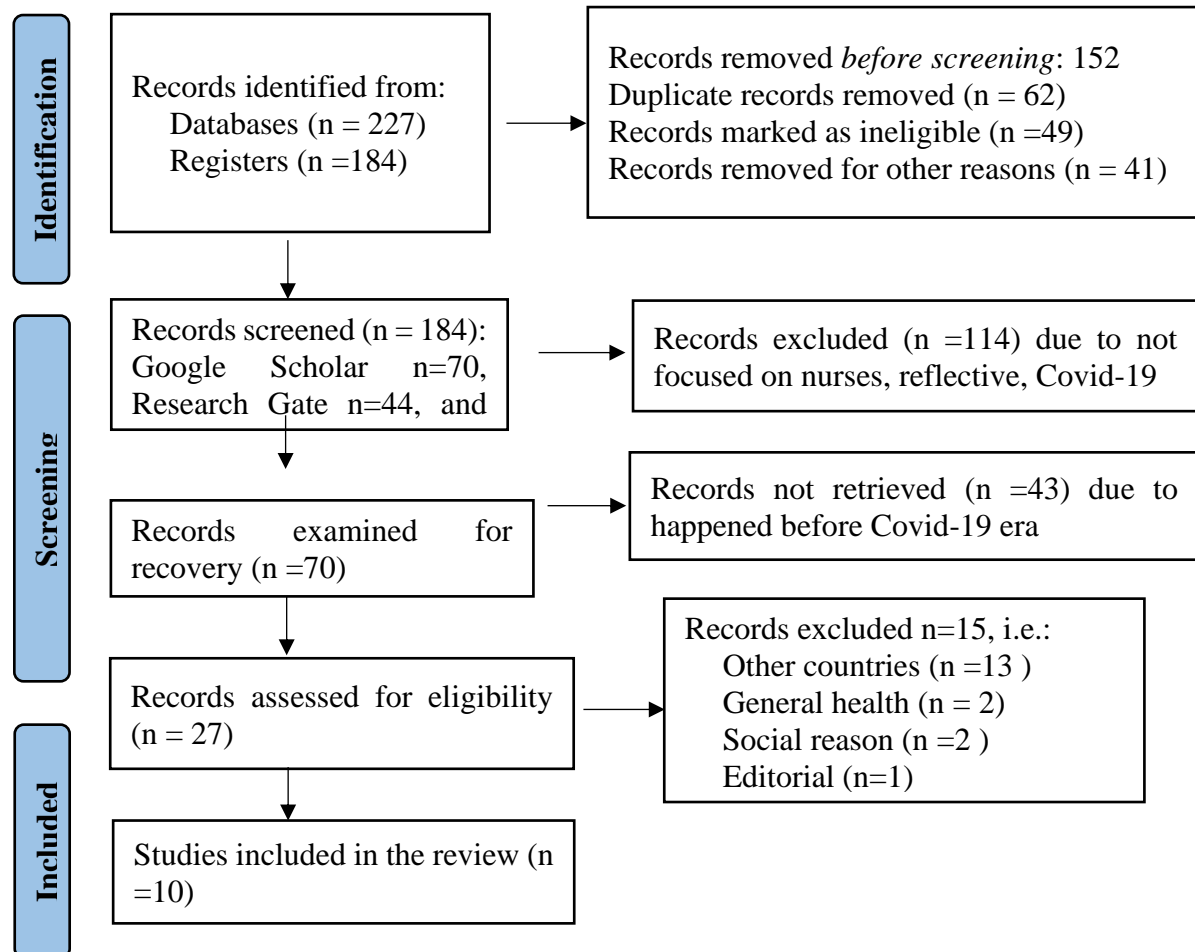 Identification
Records identified from:
Databases (n = 227)
Registers (n =184)
Records removed before screening: 152
Duplicate records removed (n = 62)
Records marked as ineligible (n =49)
Records removed for other reasons (n = 41)
Screening
Records screened (n = 184):
Google Scholar n=70,
Research Gate n=44, and
Records excluded (n =114) due to not
focused on nurses, reflective, Covid-19
Records examined for
recovery (n =70)
Records not retrieved (n =43) due to
happened before Covid-19 era
Records assessed for eligibility
(n = 27)
Records excluded n=15, i.e.:
Other countries (n =13 )
General health (n = 2)
Social reason (n =2 )
Editorial (n=1)
Included
Studies included in the review (n
=10)